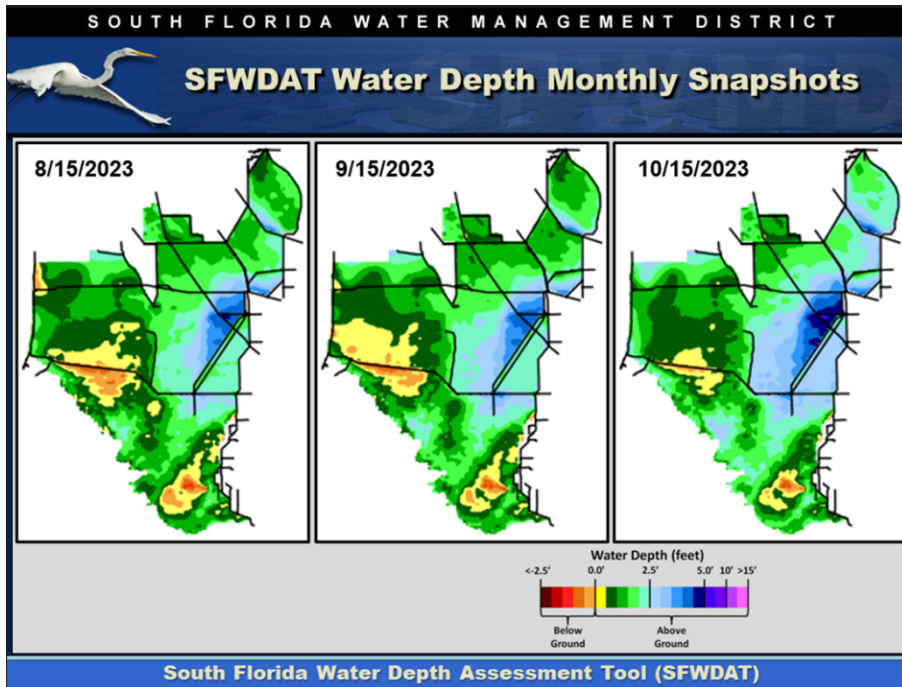 SOUTH FLORIDA WATER MANAGEMENT DISTRICT
SFWDAT Water Depth Monthly Snapshots
8/15/2023
9/15/2023
10/15/2023
Water Depth (feet)
<-2.5' 0.0' 2.5' 5.0' 10' >15'
Below Ground
Above Ground
South Florida Water Depth Assessment Tool (SFWDAT)